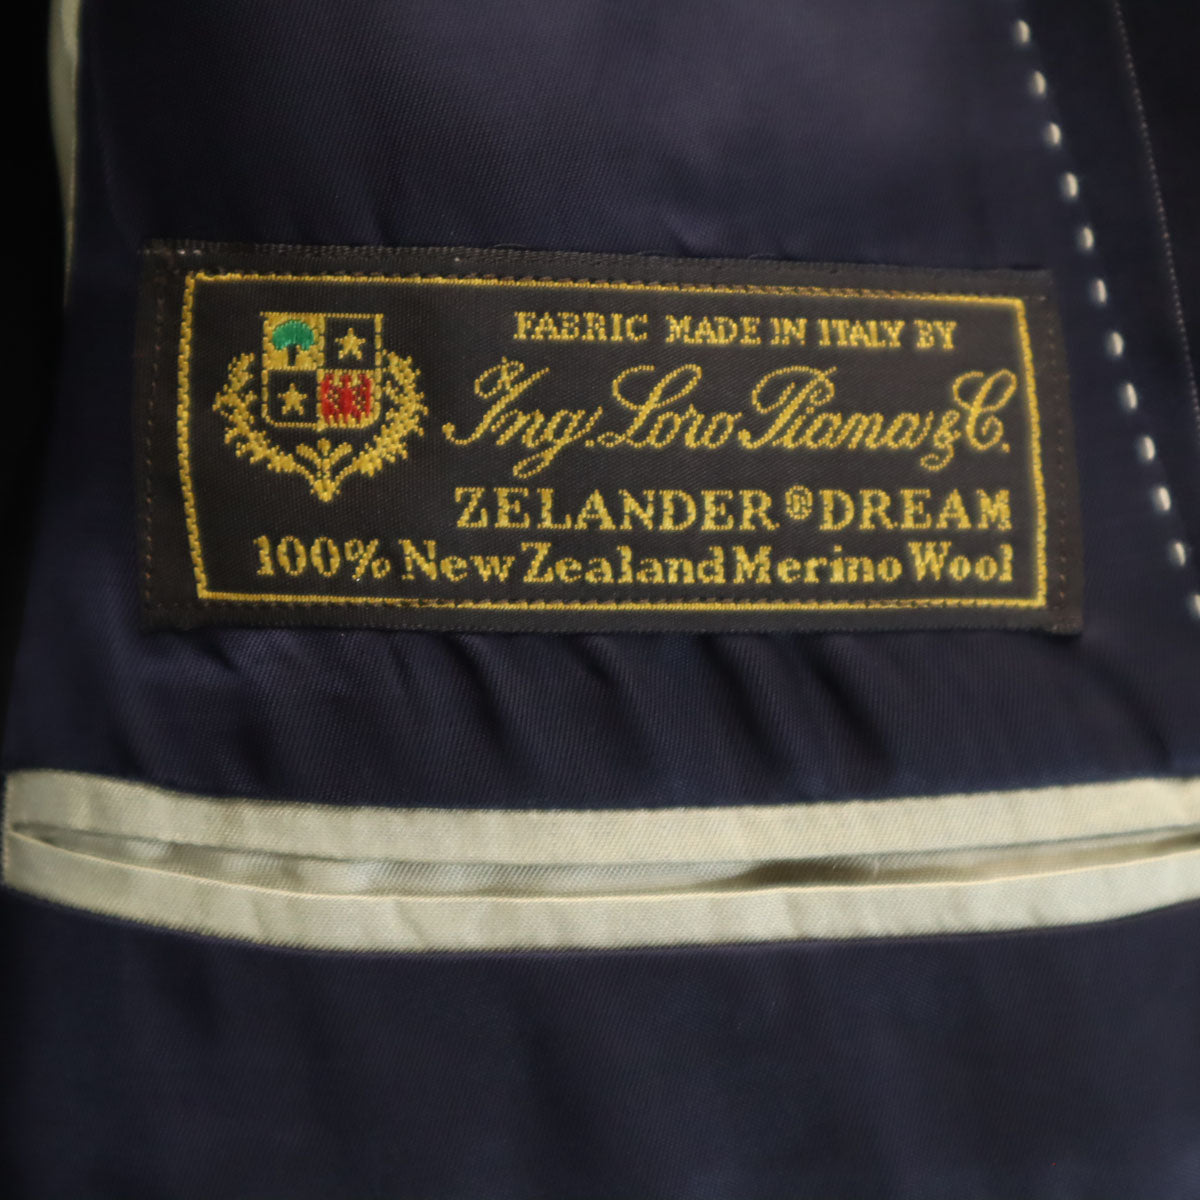 FABRIC MADE IN ITALY BY
Ing. Loro Piana & C.
ZELANDER® DREAM
100% New Zealand Merino Wool